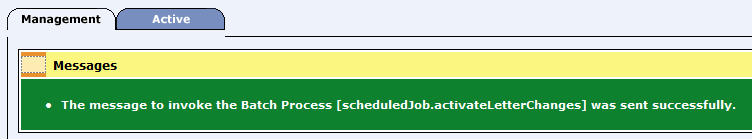 Management Active
Messages
• The message to invoke the Batch Process [scheduledJob.activateLetterChanges] was sent successfully.